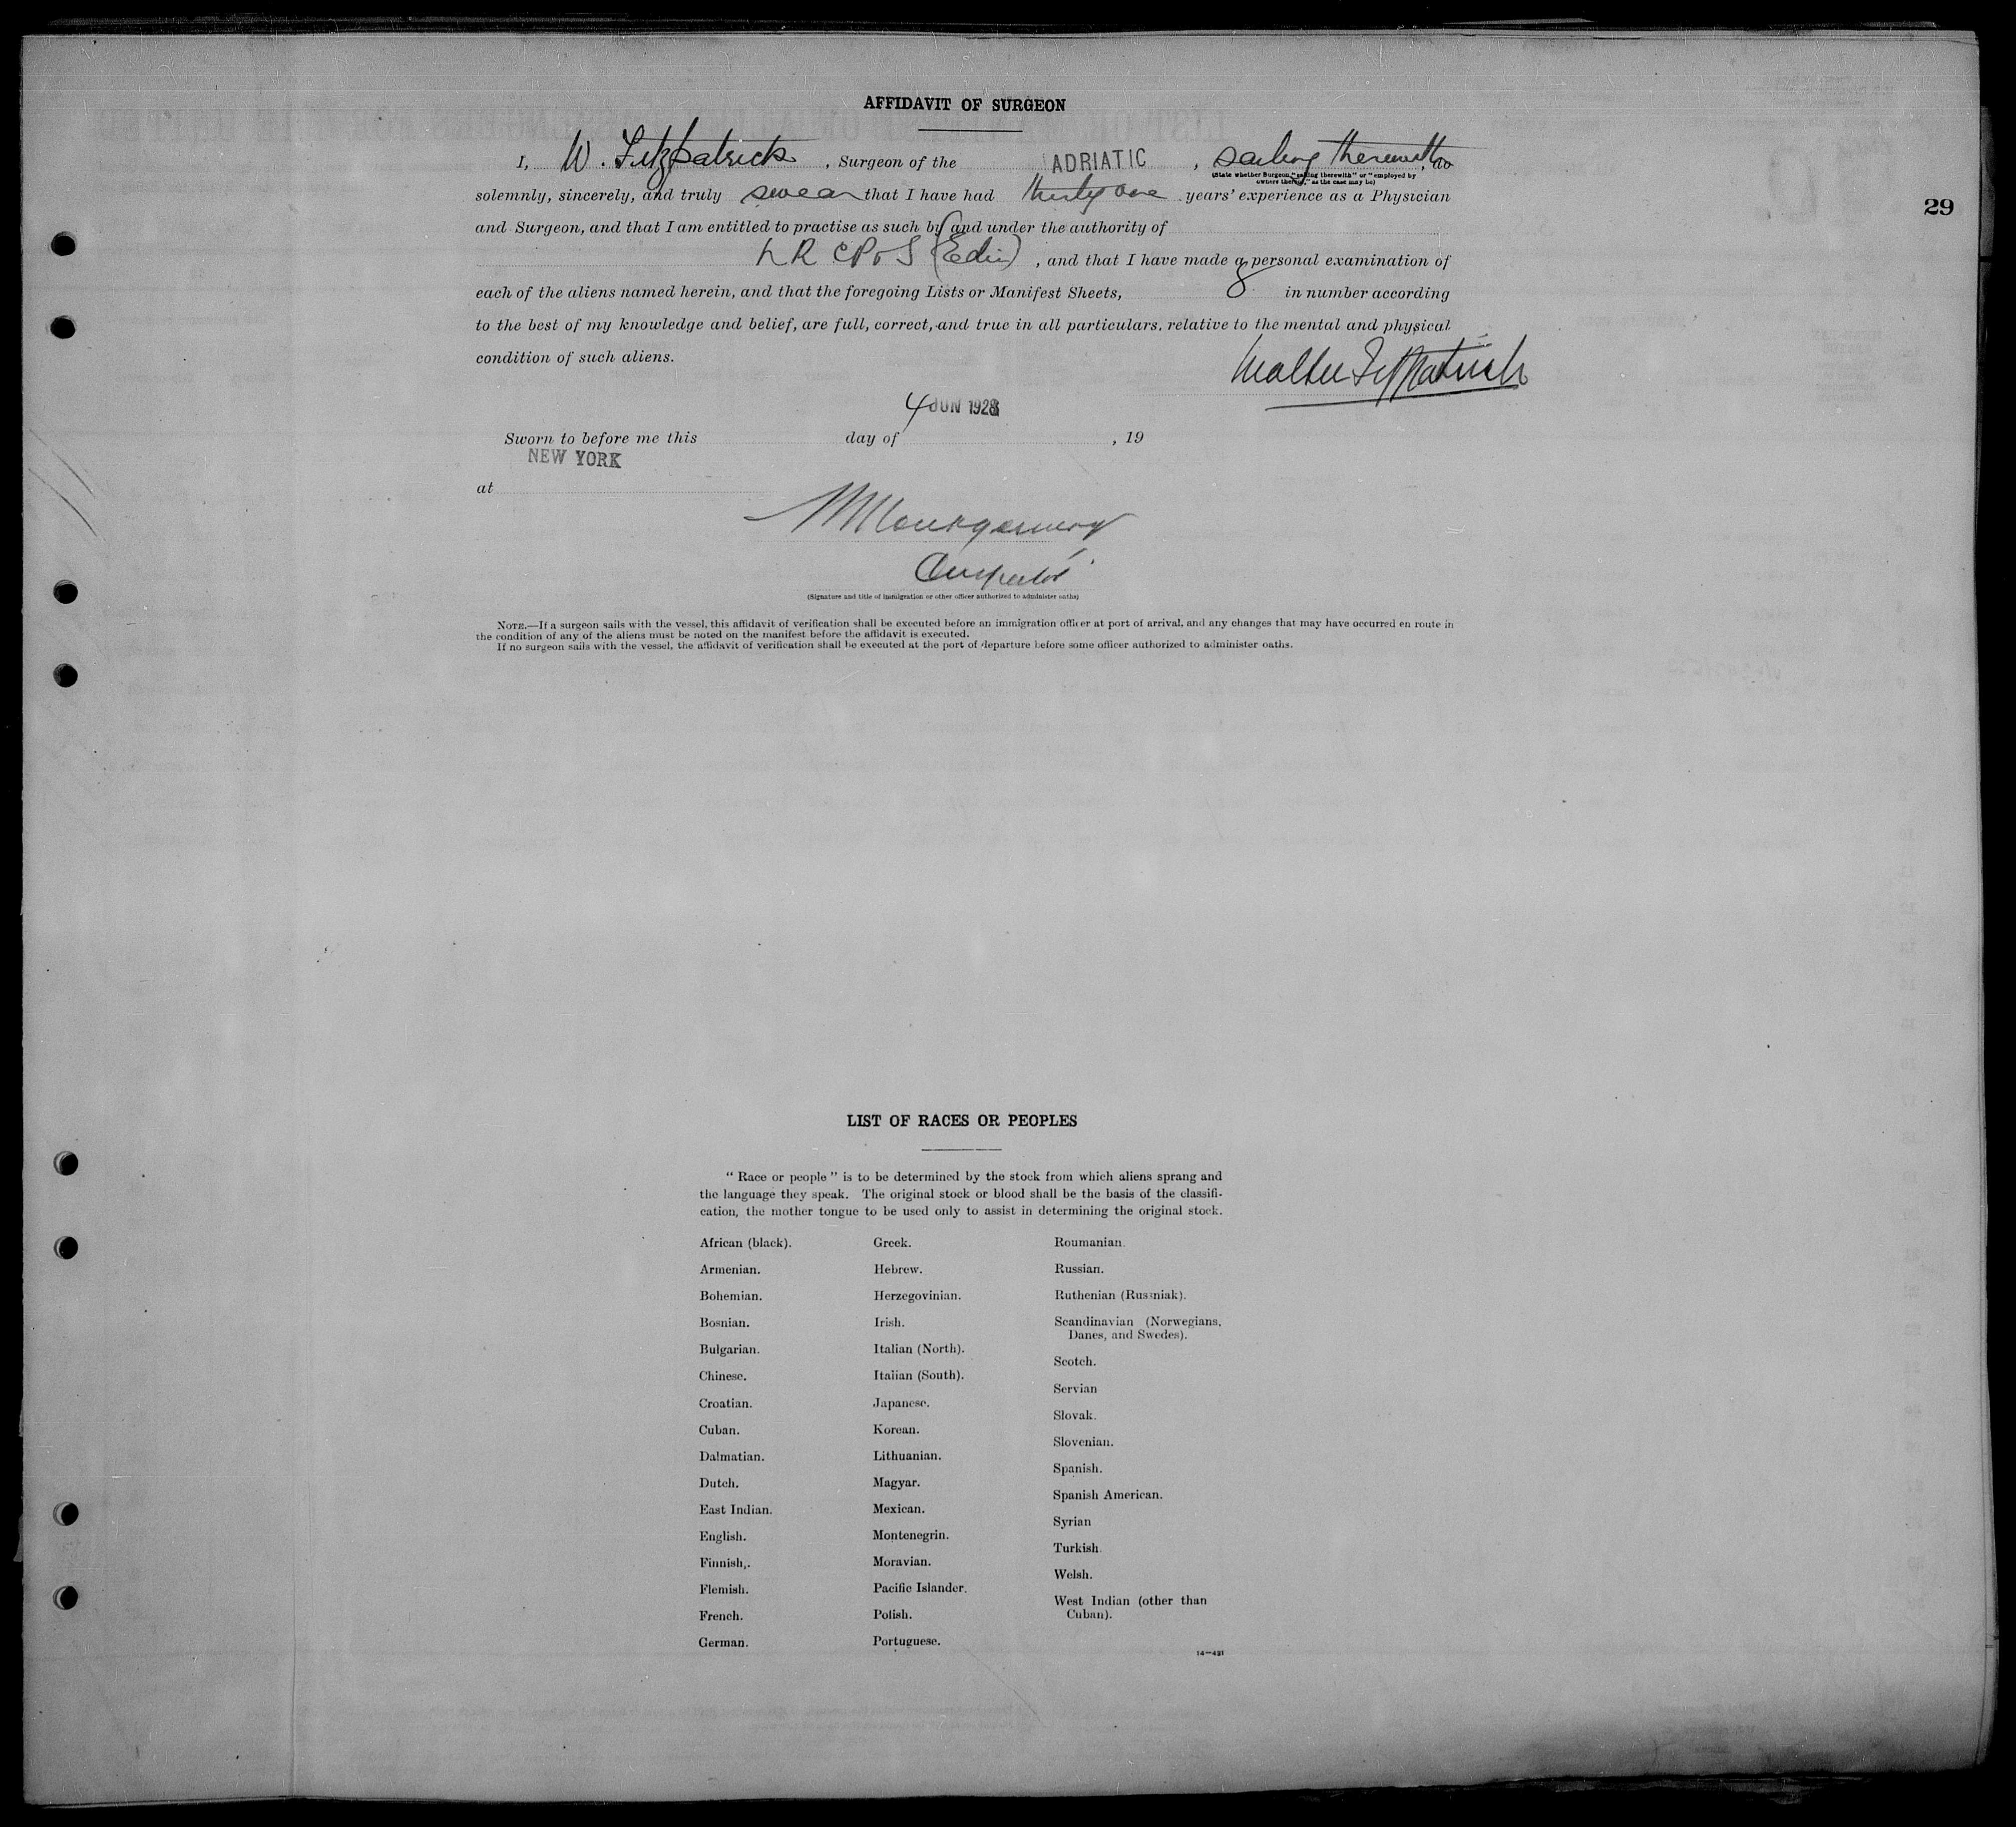 AFFIDAVIT OF SURGEON
29
I, W. Fitzpatrick, Surgeon of the ADRIATIC, sailing therewith, do
(State whether Surgeon "sailing therewith" or "employed by
owners thereof," as the case may be)
solemnly, sincerely, and truly swear that I have had thirty one years' experience as a Physician
and Surgeon, and that I am entitled to practise as such by and under the authority of
L R C P & S (Edin), and that I have made a personal examination of
each of the aliens named herein, and that the foregoing Lists or Manifest Sheets, 8 in number according
to the best of my knowledge and belief, are full, correct, and true in all particulars, relative to the mental and physical
condition of such aliens.
Walter Fitzpatrick
4 JUN 1923
Sworn to before me this day of , 19
NEW YORK
at
Montgomery
Inspector
(Signature and title of immigration or other officer authorized to administer oaths)
NOTE.—If a surgeon sails with the vessel, this affidavit of verification shall be executed before an immigration officer at port of arrival, and any changes that may have occurred en route in
the condition of any of the aliens must be noted on the manifest before the affidavit is executed.
If no surgeon sails with the vessel, the affidavit of verification shall be executed at the port of departure before some officer authorized to administer oaths.
LIST OF RACES OR PEOPLES
"Race or people" is to be determined by the stock from which aliens sprang and
the language they speak. The original stock or blood shall be the basis of the classifi-
cation, the mother tongue to be used only to assist in determining the original stock.
African (black).
Armenian.
Bohemian.
Bosnian.
Bulgarian.
Chinese.
Croatian.
Cuban.
Dalmatian.
Dutch.
East Indian.
English.
Finnish.
Flemish.
French.
German.
Greek.
Hebrew.
Herzegovinian.
Irish.
Italian (North).
Italian (South).
Japanese.
Korean.
Lithuanian.
Magyar.
Mexican.
Montenegrin.
Moravian.
Pacific Islander.
Polish.
Portuguese.
Roumanian.
Russian.
Ruthenian (Russniak).
Scandinavian (Norwegians,
Danes, and Swedes).
Scotch.
Servian
Slovak.
Slovenian.
Spanish.
Spanish American.
Syrian
Turkish.
Welsh.
West Indian (other than
Cuban).
14—431